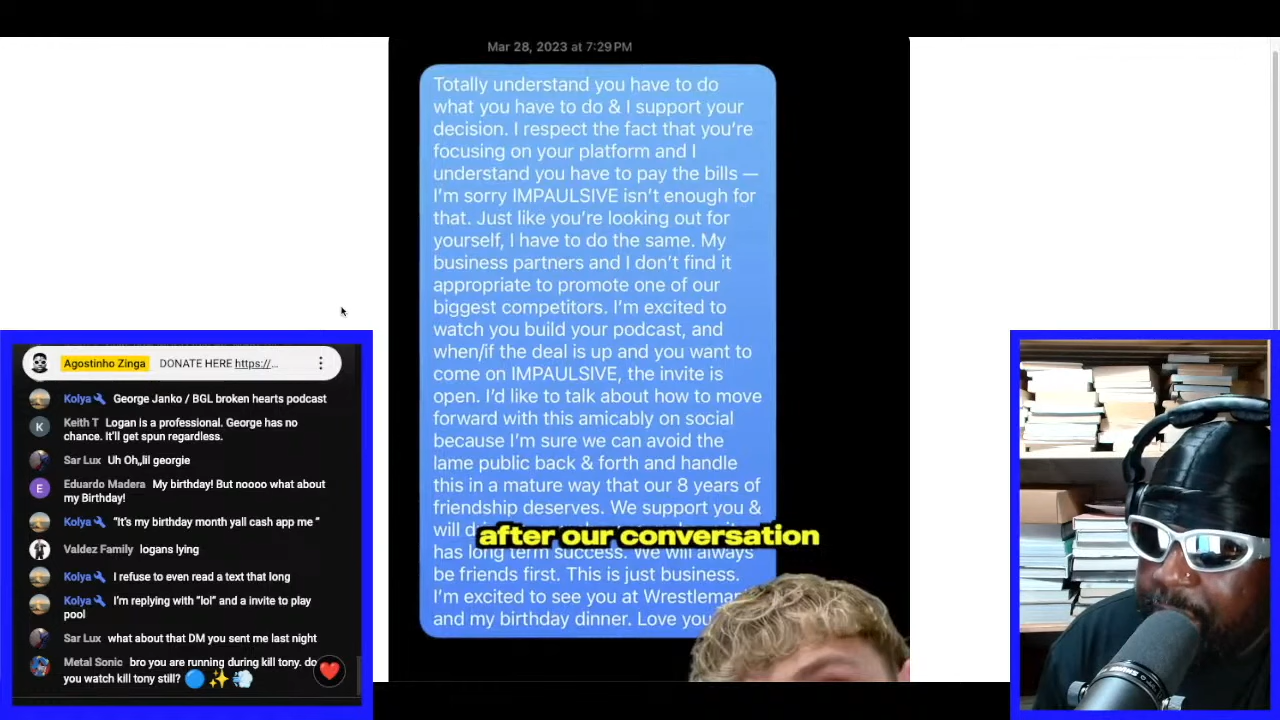 Mar 28, 2023 at 7:29 PM
Totally understand you have to do
what you have to do & I support your
decision. I respect the fact that you’re
focusing on your platform and I
understand you have to pay the bills —
I’m sorry IMPAULSIVE isn’t enough for
that. Just like you’re looking out for
yourself, I have to do the same. My
business partners and I don’t find it
appropriate to promote one of our
biggest competitors. I’m excited to
watch you build your podcast, and
when/if the deal is up and you want to
come on IMPAULSIVE, the invite is
open. I’d like to talk about how to move
forward with this amicably on social
because I’m sure we can avoid the
lame public back & forth and handle
this in a mature way that our 8 years of
friendship deserves. We support you &
will
after our conversation
has long term success. We will always
be friends first. This is just business.
I’m excited to see you at
and my birthday dinner. Love you
Agostinho Zinga DONATE HERE https://...
Kolya George Janko / BGL broken hearts podcast
K Keith T Logan is a professional. George has no
chance. It'll get spun regardless.
Sar Lux Uh Oh,,lil georgie
E Eduardo Madera My birthday! But noooo what about
my Birthday!
Kolya “It's my birthday month yall cash app me ”
Valdez Family logans lying
Kolya I refuse to even read a text that long
Kolya I'm replying with “lol” and a invite to play
pool
Sar Lux what about that DM you sent me last night
Metal Sonic bro you are running during kill tony. do
you watch kill tony still?